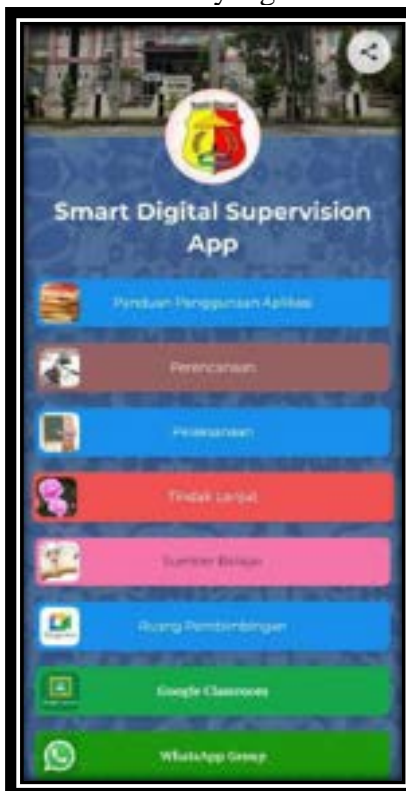 Smart Digital Supervision
App
Panduan Penggunaan Aplikasi
Perencanaan
Pelaksanaan
Tindak Lanjut
Sumber Belajar
Ruang Pembimbingan
Google Classroom
WhatsApp Group